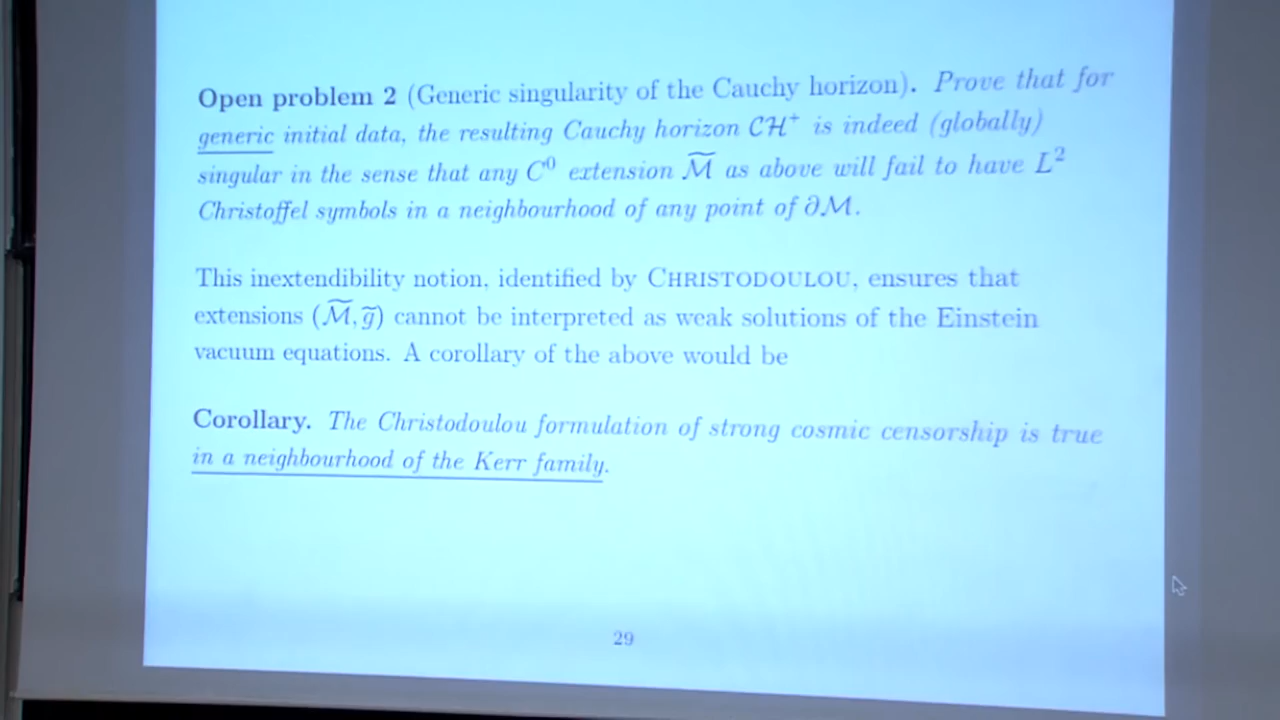 Open problem 2 (Generic singularity of the Cauchy horizon). Prove that for
generic initial data, the resulting Cauchy horizon 𝒞ℋ⁺ is indeed (globally)
singular in the sense that any C⁰ extension ℳ̃ as above will fail to have L²
Christoffel symbols in a neighbourhood of any point of ∂ℳ.
This inextendibility notion, identified by CHRISTODOULOU, ensures that
extensions (ℳ̃, g̃) cannot be interpreted as weak solutions of the Einstein
vacuum equations. A corollary of the above would be
Corollary. The Christodoulou formulation of strong cosmic censorship is true
in a neighbourhood of the Kerr family.
29